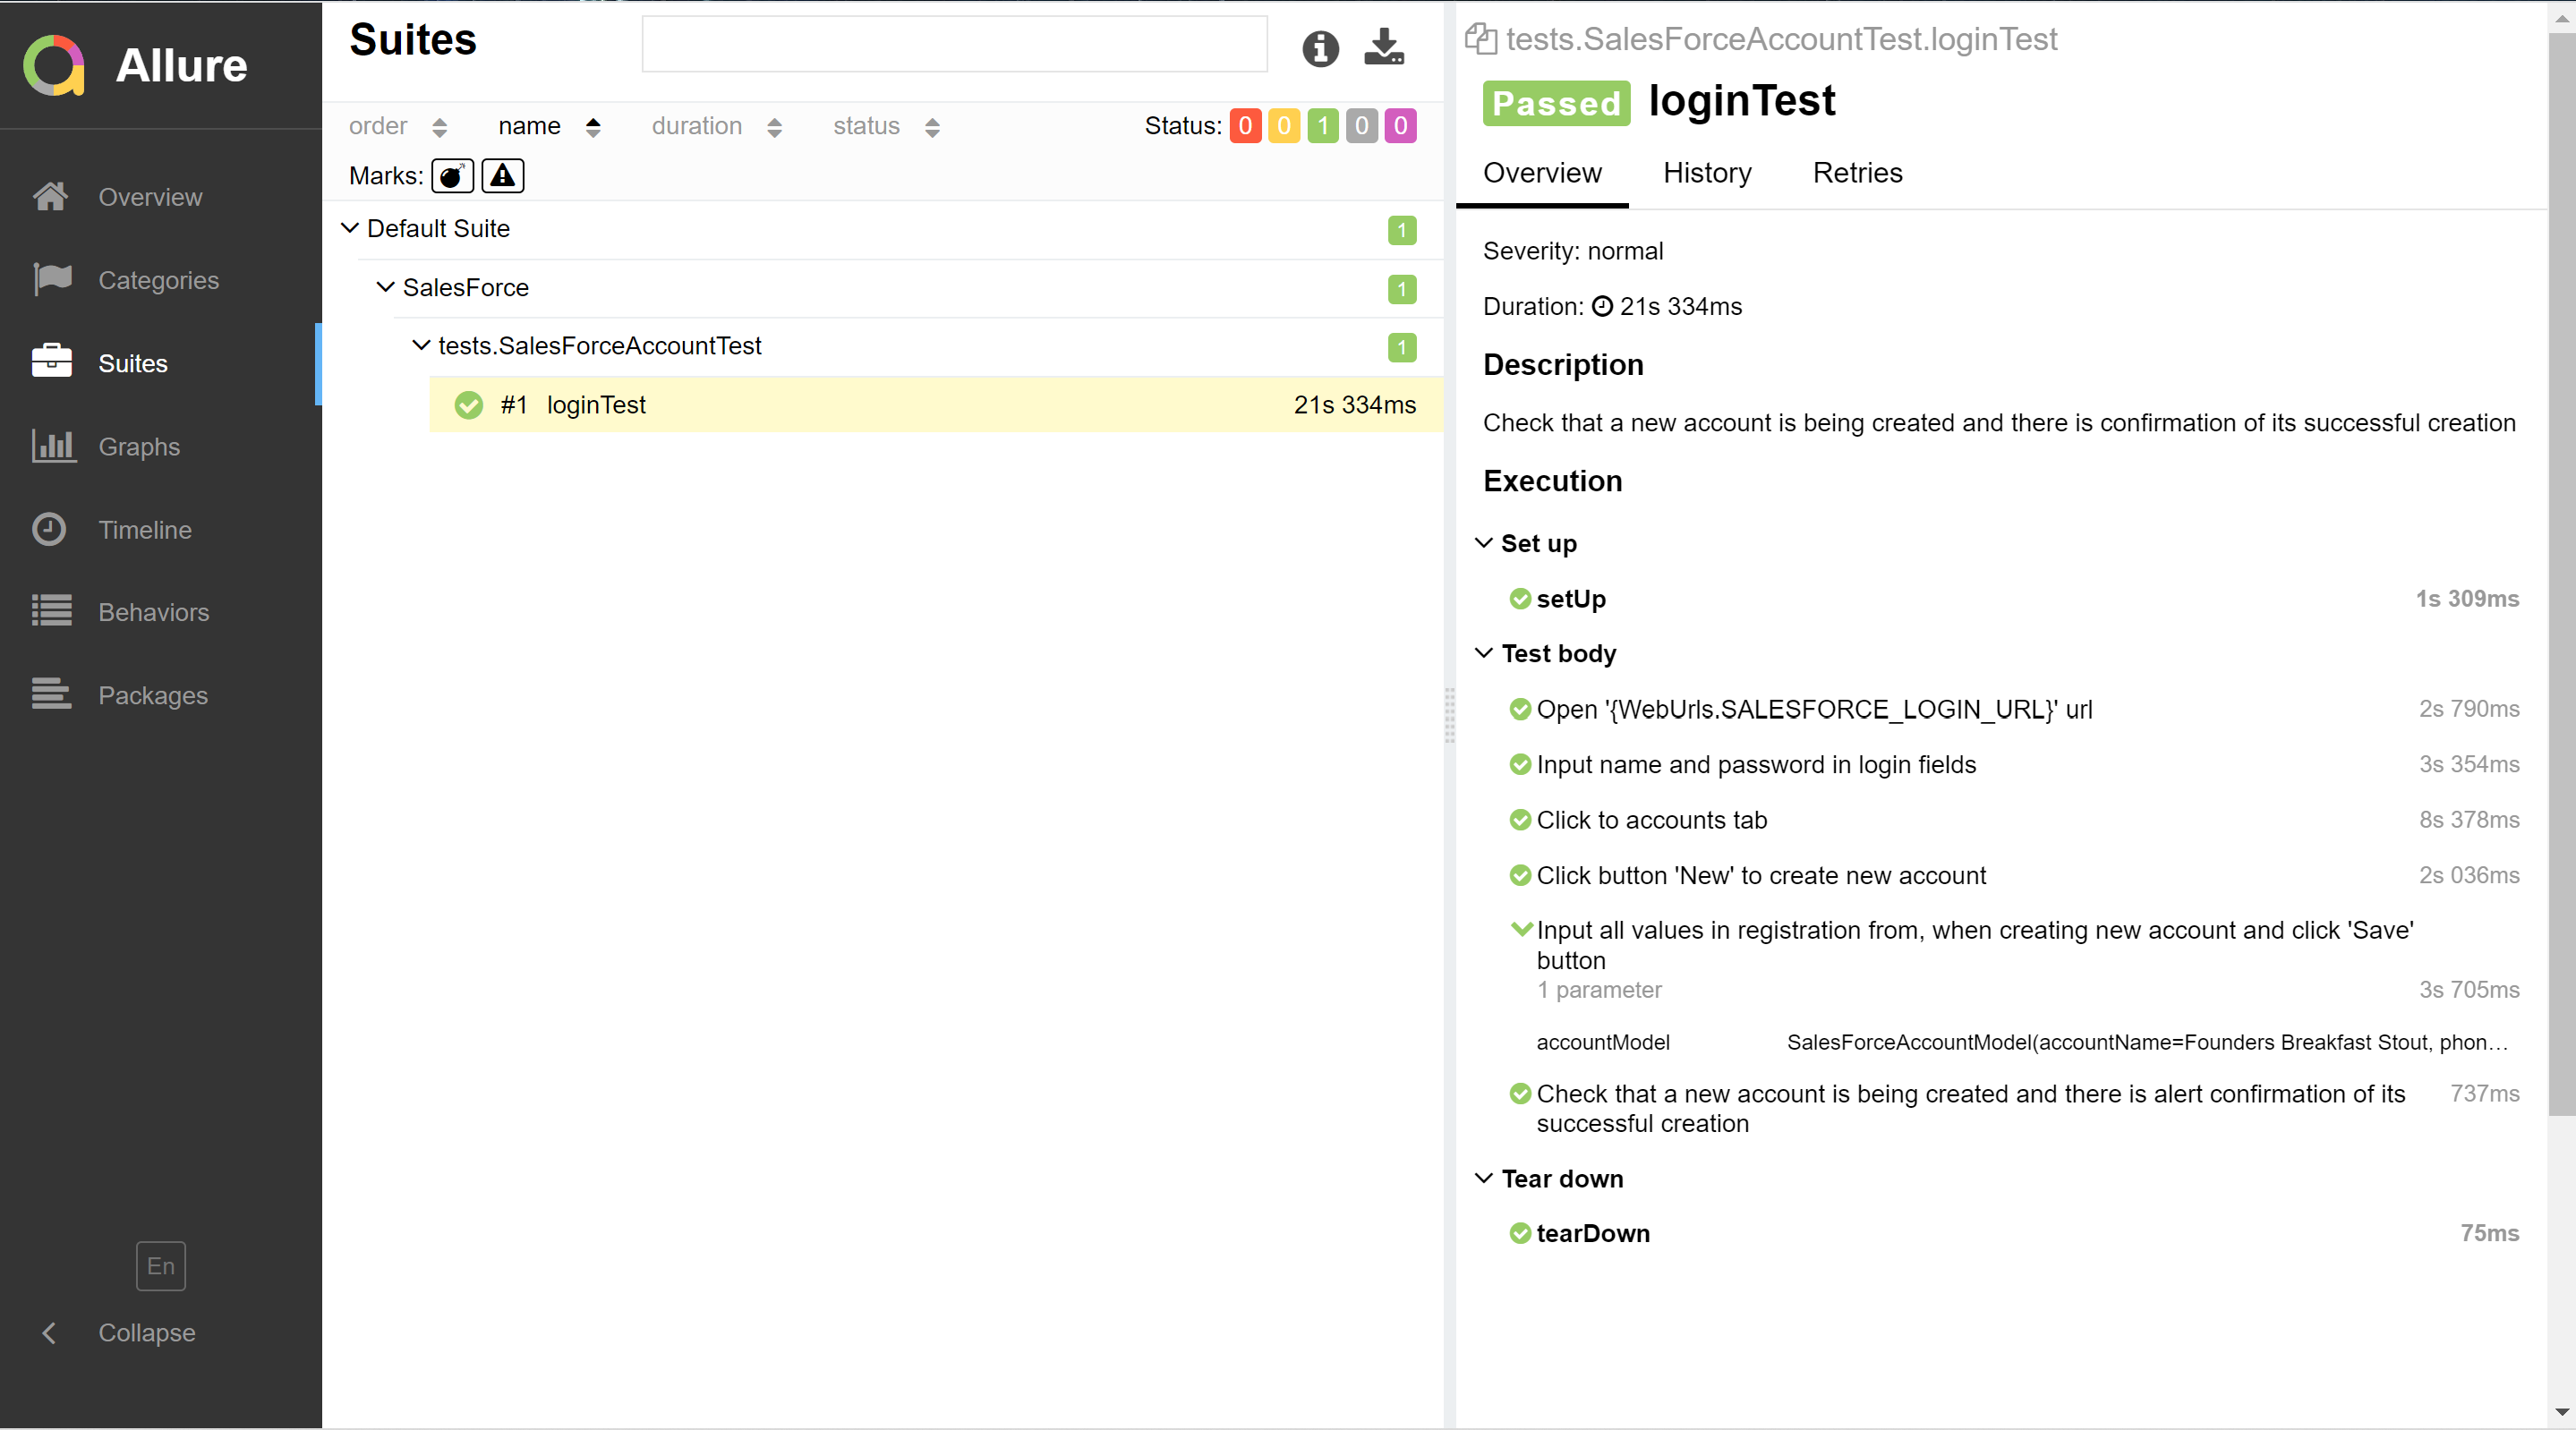 Allure
Overview
Categories
Suites
Graphs
Timeline
Behaviors
Packages
En
Collapse
Suites
order name duration status Status: 0 0 1 0 0
Marks:
Default Suite 1
SalesForce 1
tests.SalesForceAccountTest 1
#1 loginTest 21s 334ms
tests.SalesForceAccountTest.loginTest
Passed loginTest
Overview History Retries
Severity: normal
Duration: 21s 334ms
Description
Check that a new account is being created and there is confirmation of its successful creation
Execution
Set up
setUp 1s 309ms
Test body
Open '{WebUrls.SALESFORCE_LOGIN_URL}' url 2s 790ms
Input name and password in login fields 3s 354ms
Click to accounts tab 8s 378ms
Click button 'New' to create new account 2s 036ms
Input all values in registration from, when creating new account and click 'Save'
button
1 parameter 3s 705ms
accountModel SalesForceAccountModel(accountName=Founders Breakfast Stout, phon...
Check that a new account is being created and there is alert confirmation of its 737ms
successful creation
Tear down
tearDown 75ms